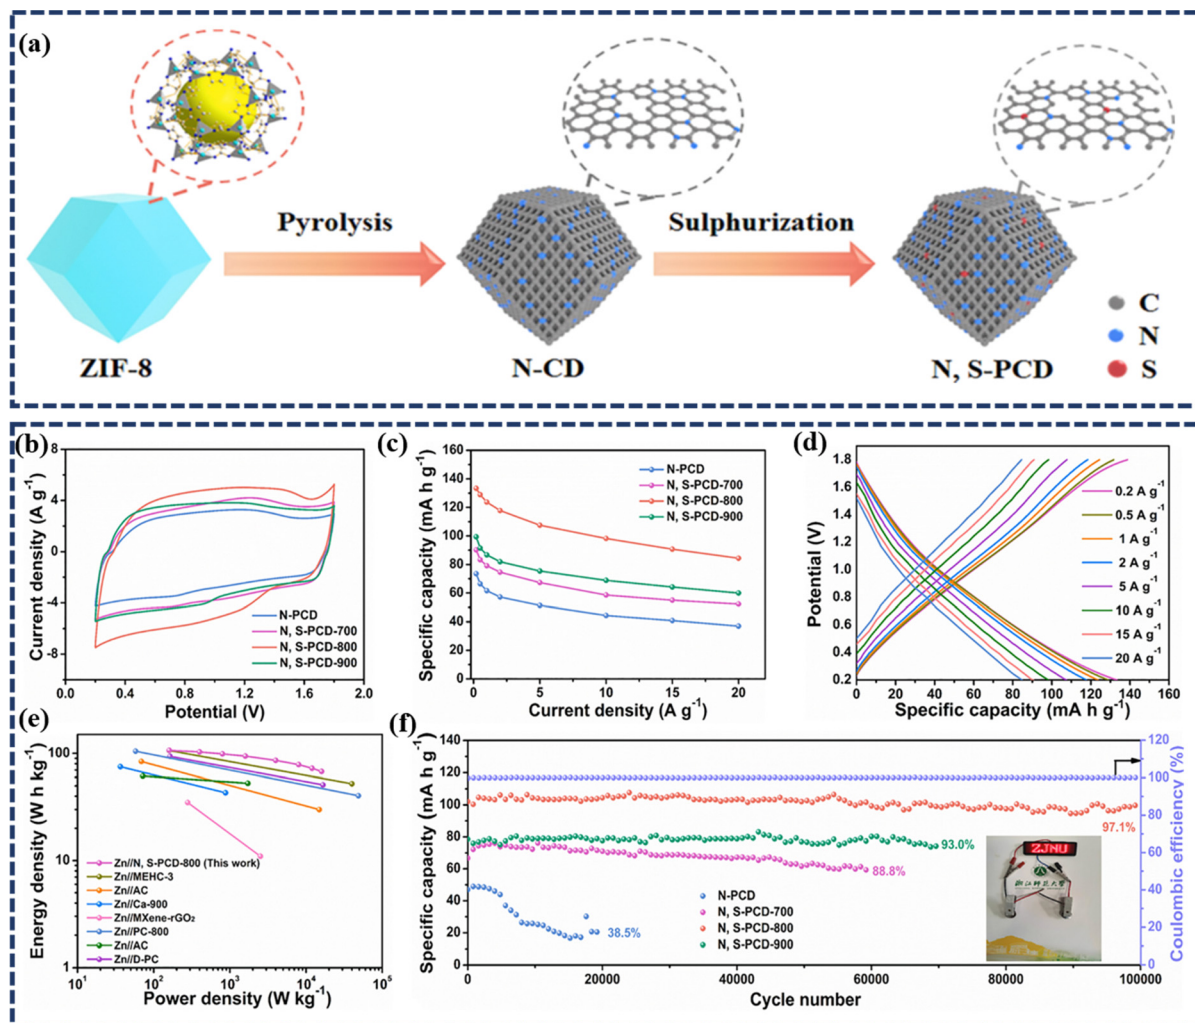 (a)
Pyrolysis
Sulphurization
ZIF-8
N-CD
N, S-PCD
C
N
S
(b)
Current density (A g⁻¹)
8
4
0
-4
-8
0.0 0.4 0.8 1.2 1.6 2.0
Potential (V)
N-PCD
N, S-PCD-700
N, S-PCD-800
N, S-PCD-900
(c)
Specific capacity (mA h g⁻¹)
160
140
120
100
80
60
40
20
0
0 5 10 15 20
Current density (A g⁻¹)
N-PCD
N, S-PCD-700
N, S-PCD-800
N, S-PCD-900
(d)
Potential (V)
1.8
1.6
1.4
1.2
1.0
0.8
0.6
0.4
0.2
0 20 40 60 80 100 120 140 160
Specific capacity (mA h g⁻¹)
0.2 A g⁻¹
0.5 A g⁻¹
1 A g⁻¹
2 A g⁻¹
5 A g⁻¹
10 A g⁻¹
15 A g⁻¹
20 A g⁻¹
(e)
Energy density (W h kg⁻¹)
100
10
1
10¹ 10² 10³ 10⁴ 10⁵
Power density (W kg⁻¹)
Zn//N, S-PCD-800 (This work)
Zn//MEHC-3
Zn//AC
Zn//Ca-900
Zn//MXene-rGO₂
Zn//PC-800
Zn//AC
Zn//D-PC
(f)
Specific capacity (mA h g⁻¹)
140
120
100
80
60
40
20
0
0 20000 40000 60000 80000 100000
Cycle number
Coulombic efficiency (%)
120
100
80
60
40
20
0
97.1%
93.0%
88.8%
38.5%
N-PCD
N, S-PCD-700
N, S-PCD-800
N, S-PCD-900
ZJNU
浙江师范大学